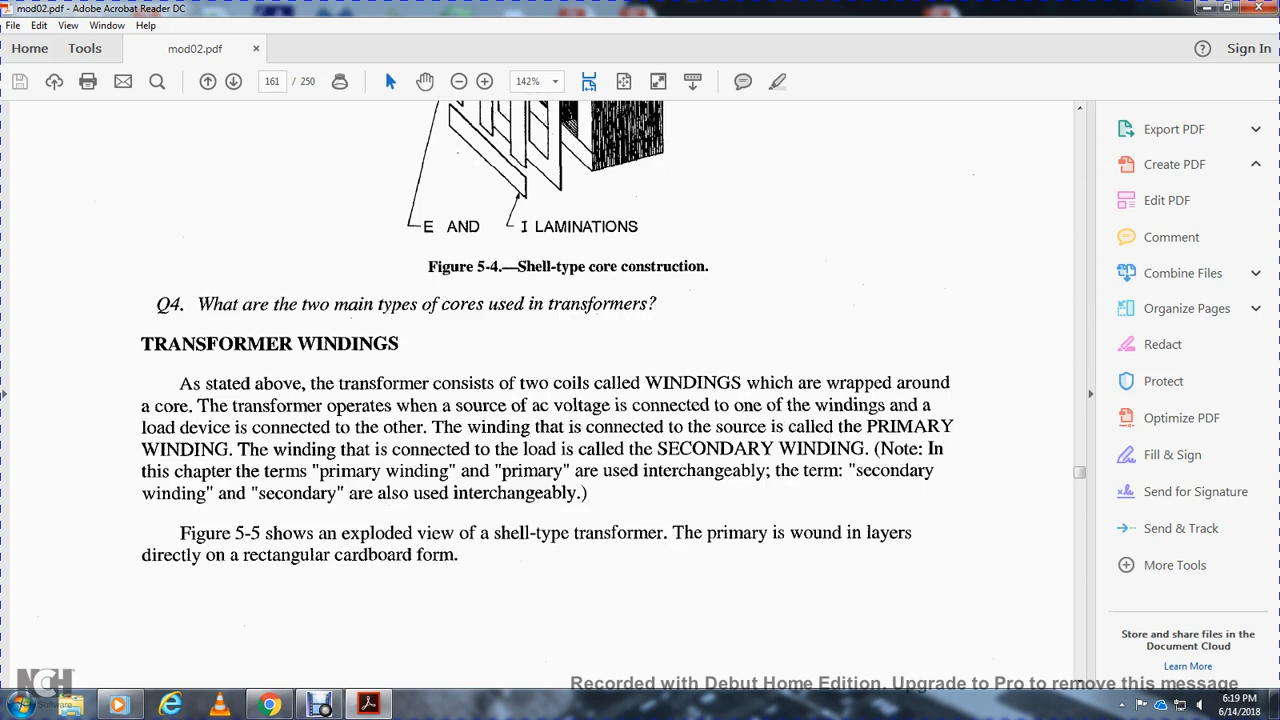 mod02.pdf - Adobe Acrobat Reader DC
File Edit View Window Help
Home Tools mod02.pdf × Sign In
161 / 250 142%
E AND I LAMINATIONS
Figure 5-4.—Shell-type core construction.
Q4. What are the two main types of cores used in transformers?
TRANSFORMER WINDINGS
As stated above, the transformer consists of two coils called WINDINGS which are wrapped around
a core. The transformer operates when a source of ac voltage is connected to one of the windings and a
load device is connected to the other. The winding that is connected to the source is called the PRIMARY
WINDING. The winding that is connected to the load is called the SECONDARY WINDING. (Note: In
this chapter the terms "primary winding" and "primary" are used interchangeably; the term: "secondary
winding" and "secondary" are also used interchangeably.)
Figure 5-5 shows an exploded view of a shell-type transformer. The primary is wound in layers
directly on a rectangular cardboard form.
Export PDF
Create PDF
Edit PDF
Comment
Combine Files
Organize Pages
Redact
Protect
Optimize PDF
Fill & Sign
Send for Signature
Send & Track
More Tools
Store and share files in the
Document Cloud
Learn More
NCH
Software
Recorded with Debut Home Edition. Upgrade to Pro to remove this message
6:19 PM
6/14/2018